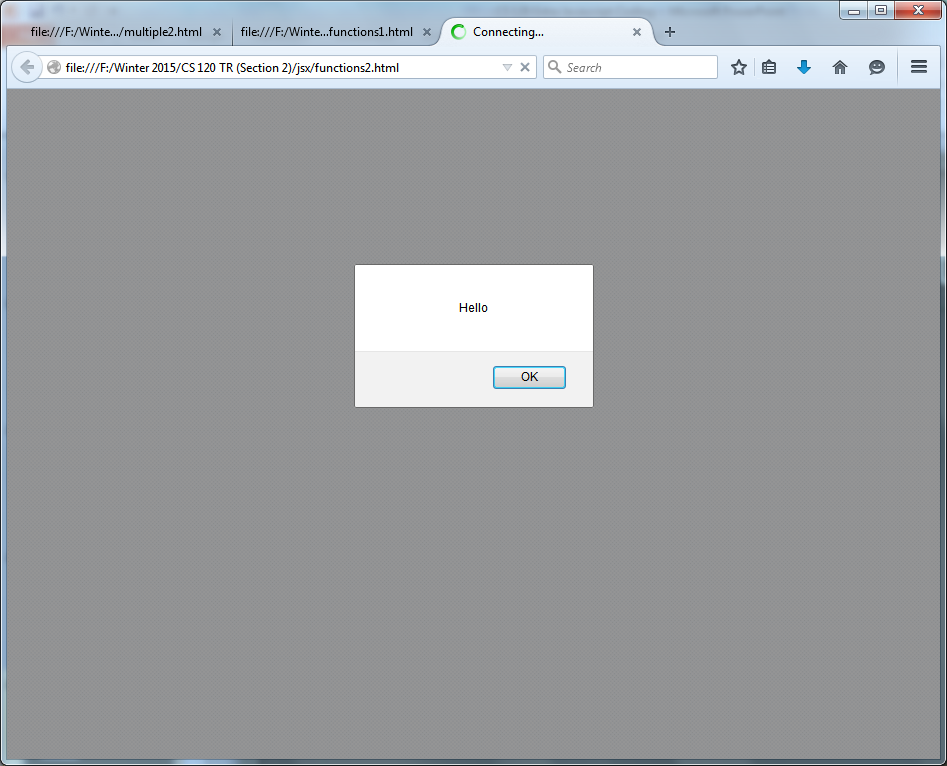 file:///F:/Winte.../multiple2.html
file:///F:/Winte...functions1.html
Connecting...
file:///F:/Winter 2015/CS 120 TR (Section 2)/jsx/functions2.html
Search
Hello
OK